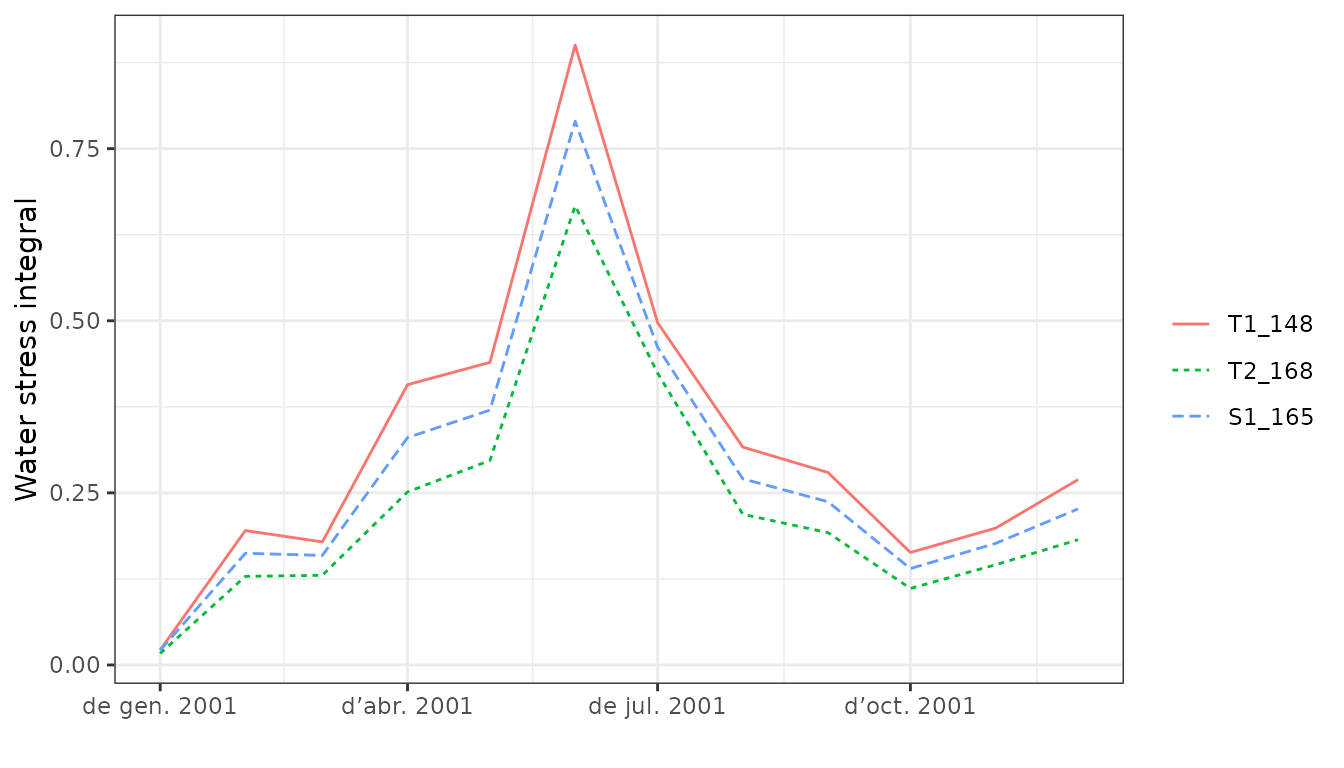 Water stress integral
0.75
0.50
0.25
0.00
de gen. 2001
d’abr. 2001
de jul. 2001
d’oct. 2001
T1_148
T2_168
S1_165